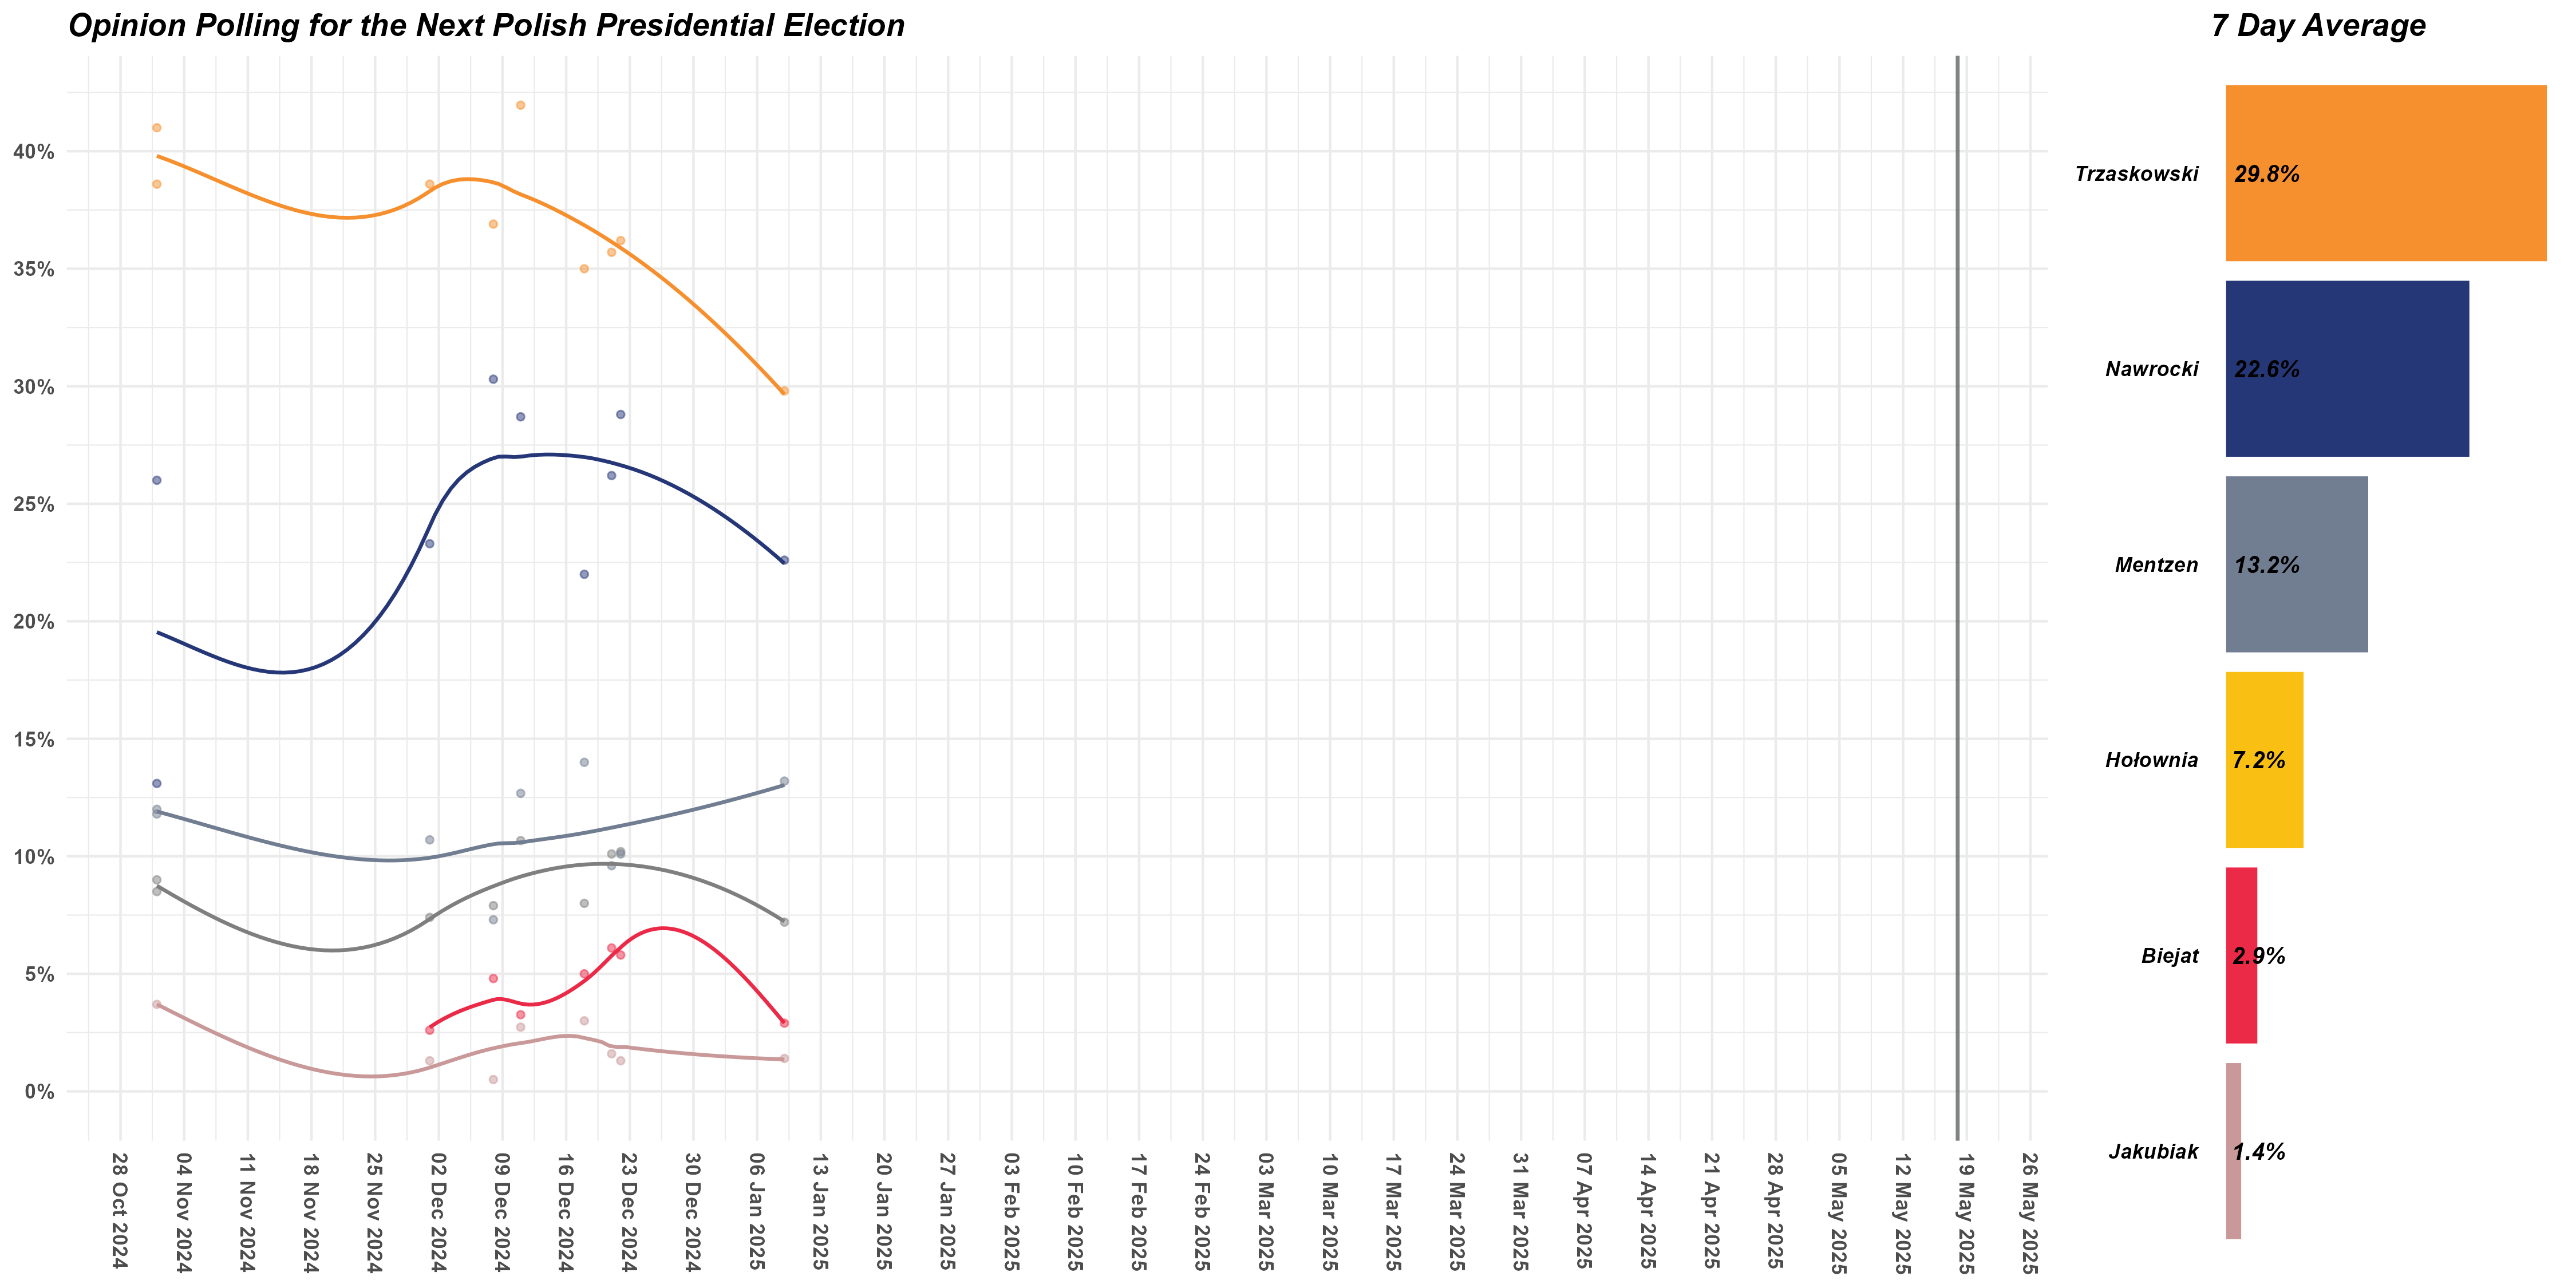 Opinion Polling for the Next Polish Presidential Election
7 Day Average
40%
35%
30%
25%
20%
15%
10%
5%
0%
28 Oct 2024
04 Nov 2024
11 Nov 2024
18 Nov 2024
25 Nov 2024
02 Dec 2024
09 Dec 2024
16 Dec 2024
23 Dec 2024
30 Dec 2024
06 Jan 2025
13 Jan 2025
20 Jan 2025
27 Jan 2025
03 Feb 2025
10 Feb 2025
17 Feb 2025
24 Feb 2025
03 Mar 2025
10 Mar 2025
17 Mar 2025
24 Mar 2025
31 Mar 2025
07 Apr 2025
14 Apr 2025
21 Apr 2025
28 Apr 2025
05 May 2025
12 May 2025
19 May 2025
26 May 2025
Trzaskowski 29.8%
Nawrocki 22.6%
Mentzen 13.2%
Hołownia 7.2%
Biejat 2.9%
Jakubiak 1.4%